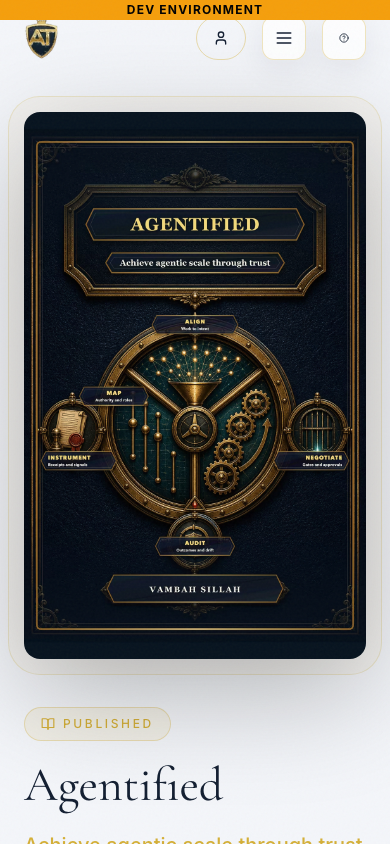 DEV ENVIRONMENT
AT
AGENTIFIED
Achieve agentic scale through trust
ALIGN
Work to intent
MAP
Authority and roles
INSTRUMENT
Receipts and signals
NEGOTIATE
Gates and approvals
AUDIT
Outcomes and drift
VAMBAH SILLAH
PUBLISHED
Agentified
Achieve agentic scale through trust